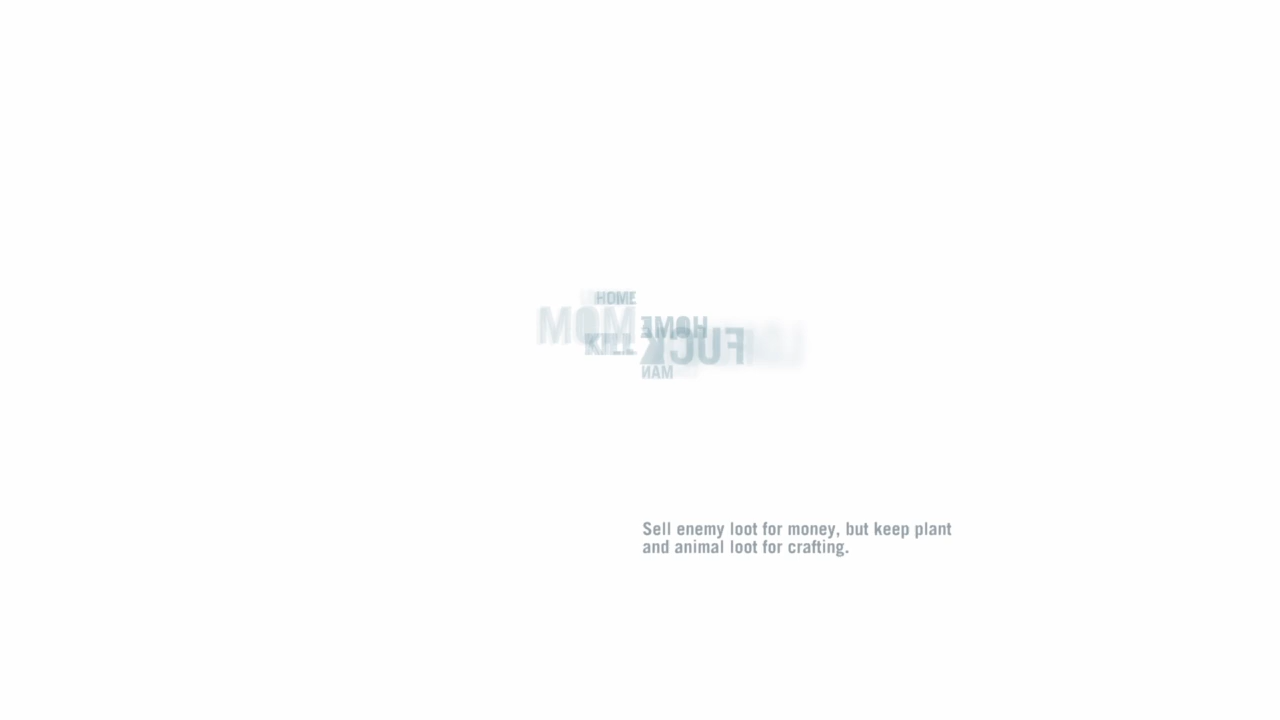 HOME
MOM
HOME
KILL
FUCK
MAN
Sell enemy loot for money, but keep plant
and animal loot for crafting.